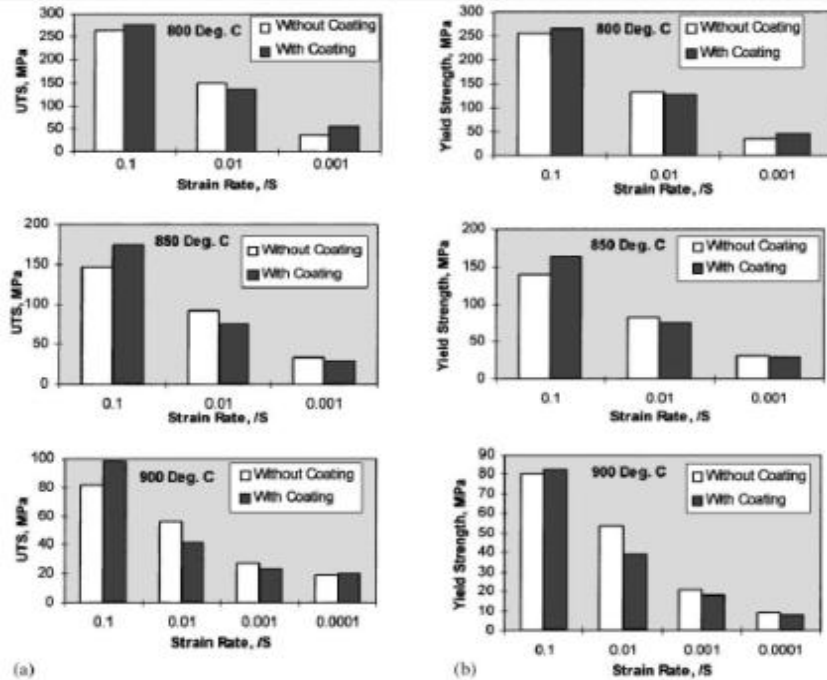 300
250
200
150
100
50
0
UTS, MPa
800 Deg. C
Without Coating
With Coating
0.1
0.01
0.001
Strain Rate, /S
300
250
200
150
100
50
0
Yield Strength, MPa
800 Deg. C
Without Coating
With Coating
0.1
0.01
0.001
Strain Rate, /S
200
150
100
50
0
UTS, MPa
850 Deg. C
Without Coating
With Coating
0.1
0.01
0.001
Strain Rate, /S
200
150
100
50
0
Yield Strength, MPa
850 Deg. C
Without Coating
With Coating
0.1
0.01
0.001
Strain Rate, /S
100
80
60
40
20
0
UTS, MPa
900 Deg. C
Without Coating
With Coating
0.1
0.01
0.001
0.0001
Strain Rate, /S
(a)
90
80
70
60
50
40
30
20
10
0
Yield Strength, MPa
900 Deg. C
Without Coating
With Coating
0.1
0.01
0.001
0.0001
Strain Rate, /S
(b)